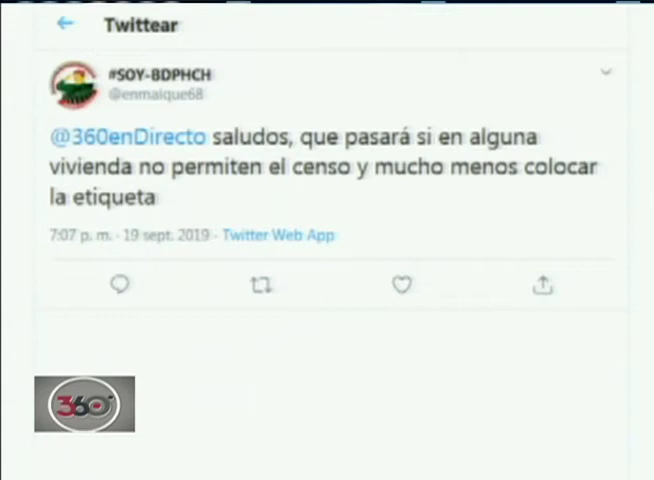 Twittear
#SOY-BDPHCH
@enmaique68
@360enDirecto saludos, que pasará si en alguna
vivienda no permiten el censo y mucho menos colocar
la etiqueta
7:07 p. m. · 19 sept. 2019 · Twitter Web App
360°